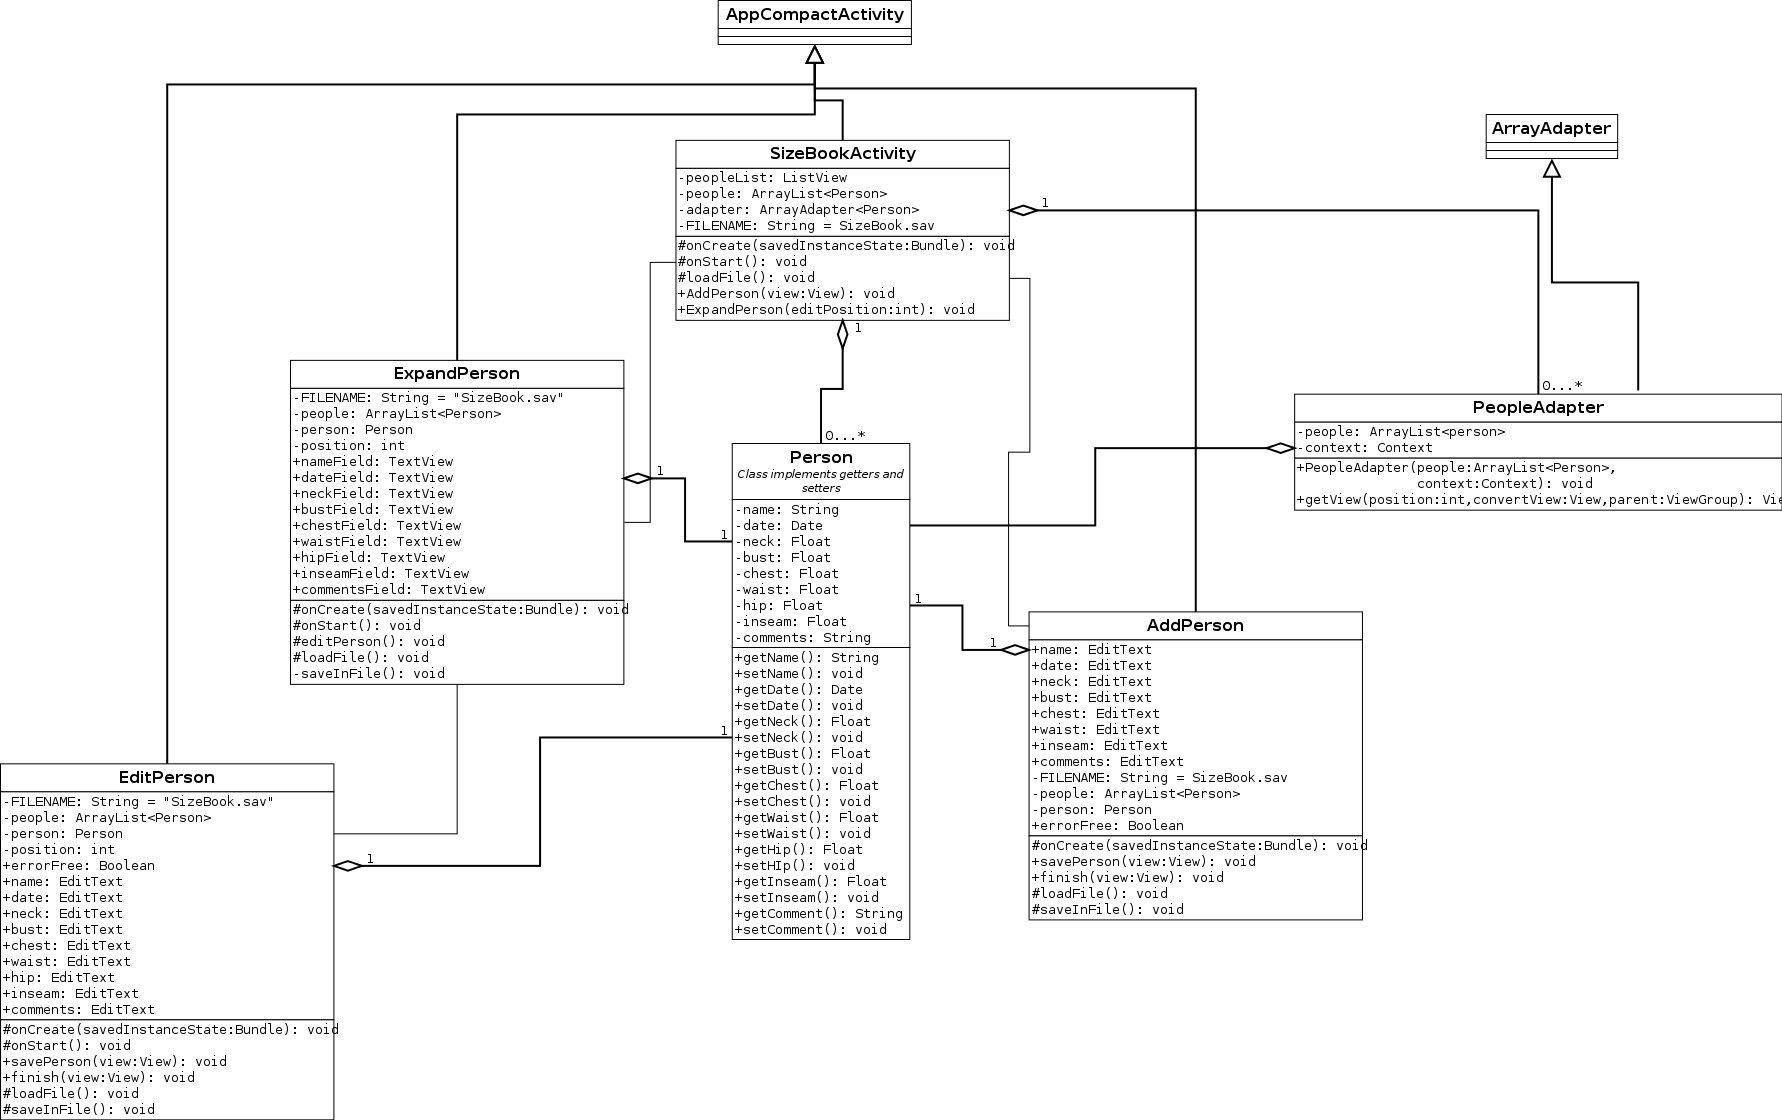 AppCompactActivity
ArrayAdapter
SizeBookActivity
-peopleList: ListView
-people: ArrayList<Person>
-adapter: ArrayAdapter<Person>
-FILENAME: String = SizeBook.sav
#onCreate(savedInstanceState:Bundle): void
#onStart(): void
#loadFile(): void
+AddPerson(view:View): void
+ExpandPerson(editPosition:int): void
1
1
0...*
0...*
ExpandPerson
-FILENAME: String = "SizeBook.sav"
-people: ArrayList<Person>
-person: Person
-position: int
+nameField: TextView
+dateField: TextView
+neckField: TextView
+bustField: TextView
+chestField: TextView
+waistField: TextView
+hipField: TextView
+inseamField: TextView
+commentsField: TextView
#onCreate(savedInstanceState:Bundle): void
#onStart(): void
#editPerson(): void
#loadFile(): void
-saveInFile(): void
1
1
PeopleAdapter
-people: ArrayList<person>
-context: Context
+PeopleAdapter(people:ArrayList<Person>,
context:Context): void
+getView(position:int,convertView:View,parent:ViewGroup): Vie
Person
Class implements getters and
setters
-name: String
-date: Date
-neck: Float
-bust: Float
-chest: Float
-waist: Float
-hip: Float
-inseam: Float
-comments: String
+getName(): String
+setName(): void
+getDate(): Date
+setDate(): void
+getNeck(): Float
+setNeck(): void
+getBust(): Float
+setBust(): void
+getChest(): Float
+setChest(): void
+getWaist(): Float
+setWaist(): void
+getHip(): Float
+setHIp(): void
+getInseam(): Float
+setInseam(): void
+getComment(): String
+setComment(): void
1
1
AddPerson
+name: EditText
+date: EditText
+neck: EditText
+bust: EditText
+chest: EditText
+waist: EditText
+inseam: EditText
+comments: EditText
-FILENAME: String = SizeBook.sav
-people: ArrayList<Person>
-person: Person
+errorFree: Boolean
#onCreate(savedInstanceState:Bundle): void
+savePerson(view:View): void
+finish(view:View): void
#loadFile(): void
#saveInFile(): void
1
1
EditPerson
-FILENAME: String = "SizeBook.sav"
-people: ArrayList<Person>
-person: Person
-position: int
+errorFree: Boolean
+name: EditText
+date: EditText
+neck: EditText
+bust: EditText
+chest: EditText
+waist: EditText
+hip: EditText
+inseam: EditText
+comments: EditText
#onCreate(savedInstanceState:Bundle): void
#onStart(): void
+savePerson(view:View): void
+finish(view:View): void
#loadFile(): void
#saveInFile(): void